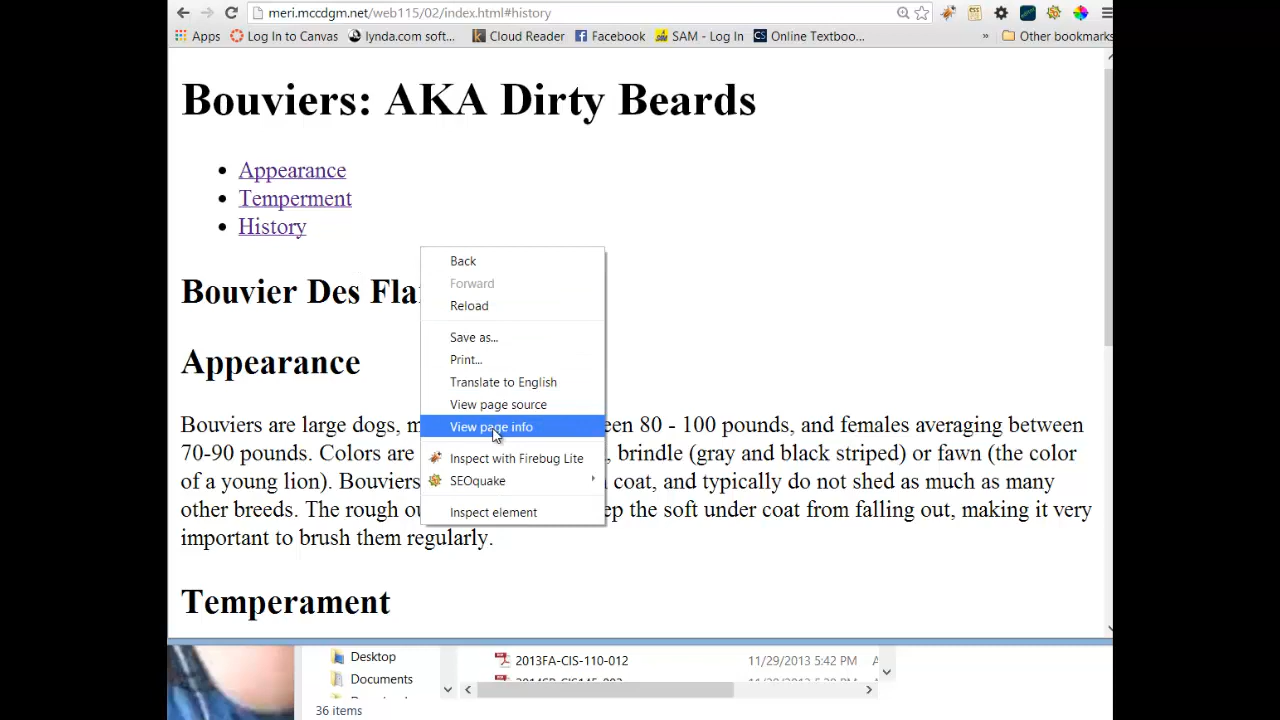 meri.mccdgm.net/web115/02/index.html#history
Apps Log In to Canvas lynda.com soft... Cloud Reader Facebook SAM - Log In Online Textboo... » Other bookmarks
Bouviers: AKA Dirty Beards
Appearance
Temperment
History
Back
Forward
Reload
Save as...
Print...
Translate to English
View page source
View page info
Inspect with Firebug Lite
SEOquake
Inspect element
Bouvier Des
Appearance
Bouviers are large dogs, een 80 - 100 pounds, and females averaging between
70-90 pounds. Colors are , brindle (gray and black striped) or fawn (the color
of a young lion). Bouviers coat, and typically do not shed as much as many
other breeds. The rough ep the soft under coat from falling out, making it very
important to brush them regularly.
Temperament
Desktop
Documents
2013FA-CIS-110-012 11/29/2013 5:42 PM A
36 items